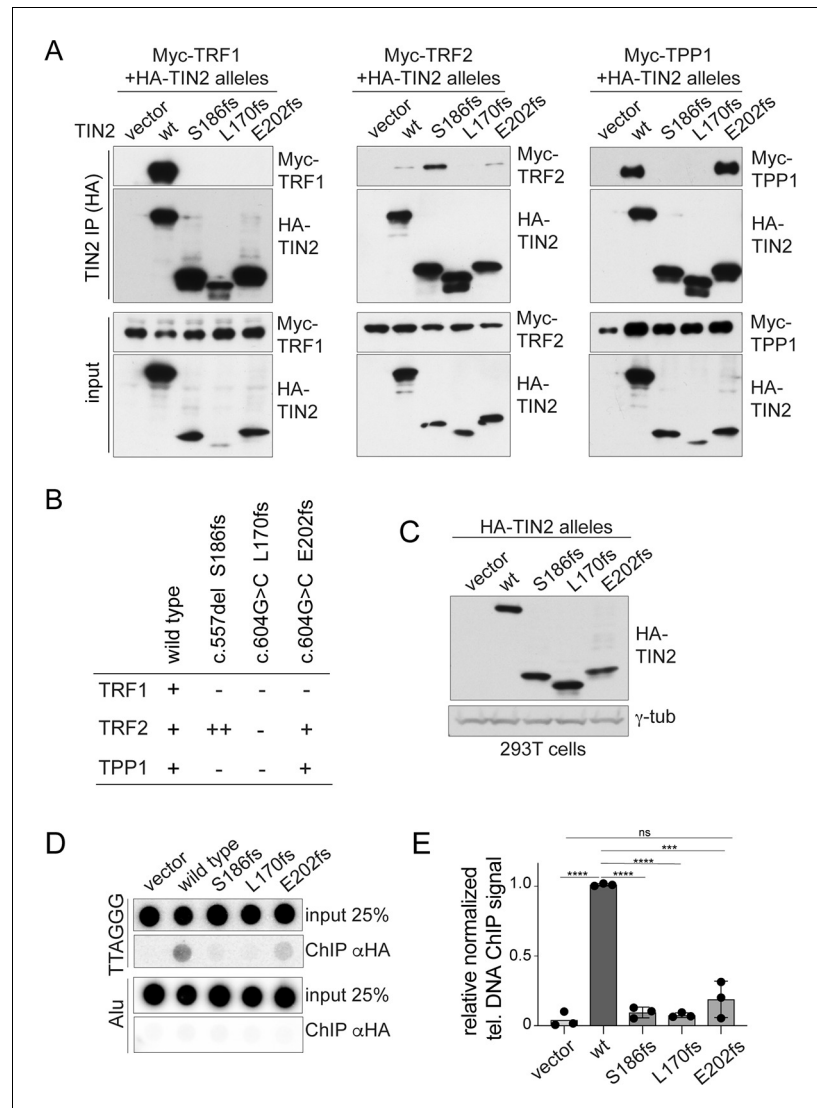 A
Myc-TRF1
+HA-TIN2 alleles
Myc-TRF2
+HA-TIN2 alleles
Myc-TPP1
+HA-TIN2 alleles
TIN2 vector wt S186fs L170fs E202fs
vector wt S186fs L170fs E202fs
vector wt S186fs L170fs E202fs
TIN2 IP (HA)
Myc-
TRF1
HA-
TIN2
Myc-
TRF2
HA-
TIN2
Myc-
TPP1
HA-
TIN2
input
Myc-
TRF1
HA-
TIN2
Myc-
TRF2
HA-
TIN2
Myc-
TPP1
HA-
TIN2
B
wild type
c.557del S186fs
c.604G>C L170fs
c.604G>C E202fs
TRF1 + - - -
TRF2 + ++ - +
TPP1 + - - +
C
HA-TIN2 alleles
vector wt S186fs L170fs E202fs
HA-
TIN2
γ-tub
293T cells
D
vector wild type S186fs L170fs E202fs
TTAGGG
input 25%
ChIP αHA
Alu
input 25%
ChIP αHA
E
ns
***
****
**** ****
relative normalized
tel. DNA ChIP signal
1.0
0.5
0
vector wt S186fs L170fs E202fs